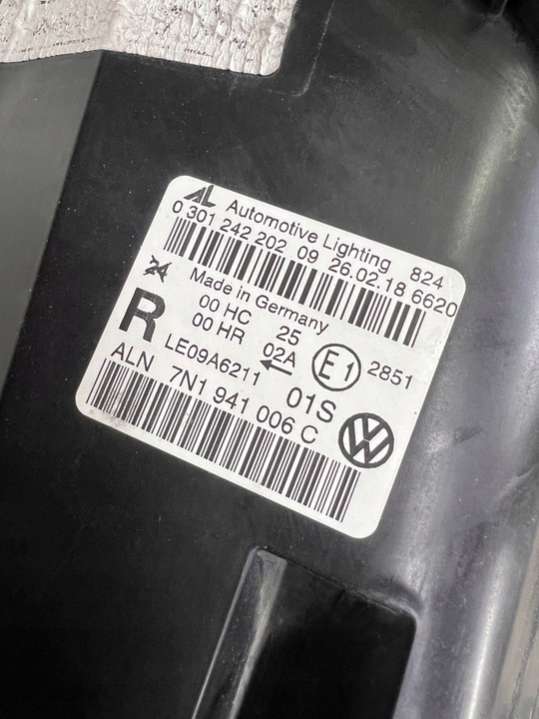 AL Automotive Lighting 824
0 301 242 202 09 26.02.18 6620
Made in Germany
R 00 HC 25
00 HR 02A E1 2851
LE09A6211 01S
ALN 7N1 941 006 C